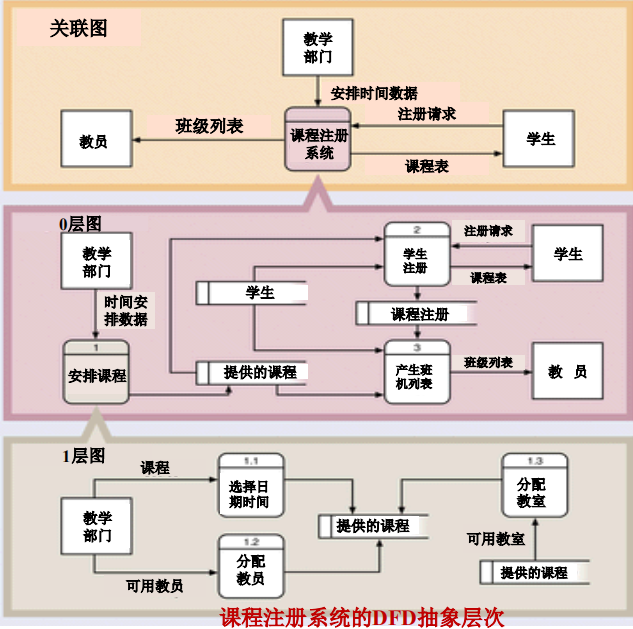 关联图
教学
部门
安排时间数据
注册请求
教员
班级列表
课程注册
系统
学生
课程表
0层图
教学
部门
时间安
排数据
1
安排课程
学生
提供的课程
2
学生
注册
注册请求
课程表
学生
课程注册
3
产生班
机列表
班级列表
教 员
1层图
课程
教学
部门
可用教员
1.1
选择日
期时间
1.2
分配
教员
提供的课程
1.3
分配
教室
可用教室
提供的课程
课程注册系统的DFD抽象层次